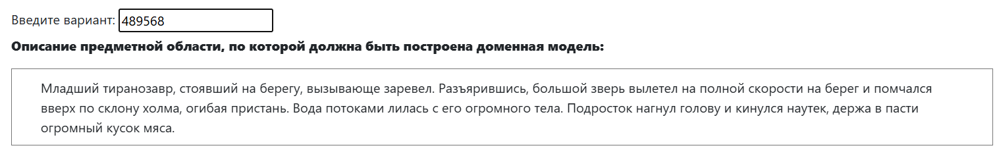 Введите вариант: 489568
Описание предметной области, по которой должна быть построена доменная модель:
Младший тиранозавр, стоявший на берегу, вызывающе заревел. Разъярившись, большой зверь вылетел на полной скорости на берег и помчался
вверх по склону холма, огибая пристань. Вода потоками лилась с его огромного тела. Подросток нагнул голову и кинулся наутек, держа в пасти
огромный кусок мяса.